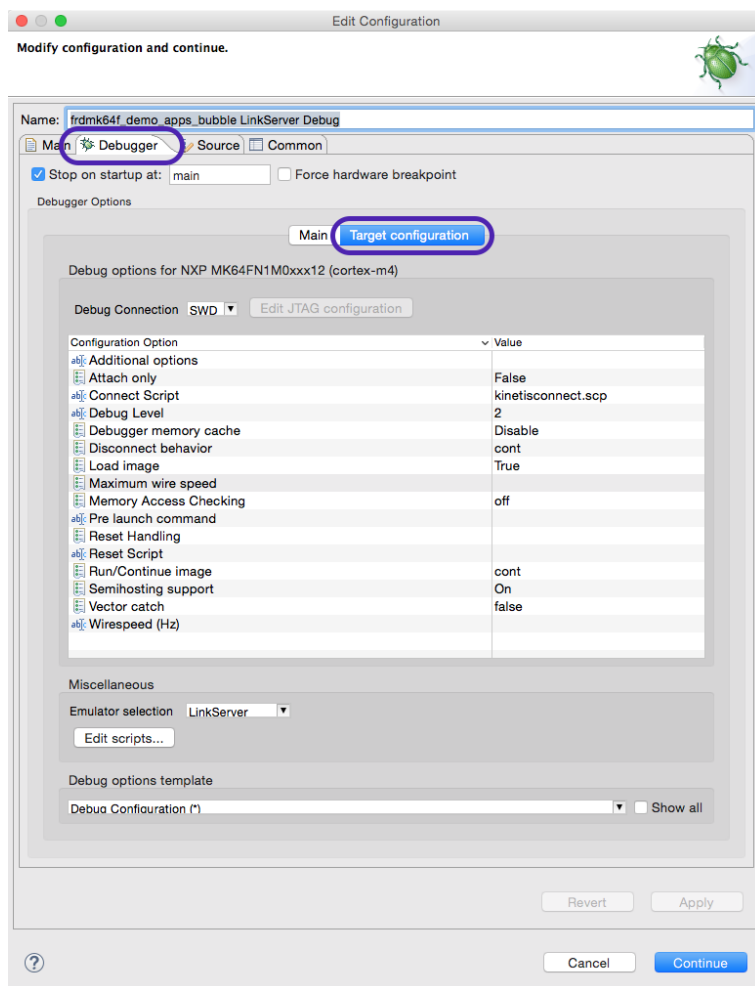 Edit Configuration
Modify configuration and continue.
Name: frdmk64f_demo_apps_bubble LinkServer Debug
Main Debugger Source Common
Stop on startup at: main Force hardware breakpoint
Debugger Options
Main Target configuration
Debug options for NXP MK64FN1M0xxx12 (cortex-m4)
Debug Connection SWD Edit JTAG configuration
Configuration Option Value
Additional options
Attach only False
Connect Script kinetisconnect.scp
Debug Level 2
Debugger memory cache Disable
Disconnect behavior cont
Load image True
Maximum wire speed
Memory Access Checking off
Pre launch command
Reset Handling
Reset Script
Run/Continue image cont
Semihosting support On
Vector catch false
Wirespeed (Hz)
Miscellaneous
Emulator selection LinkServer
Edit scripts...
Debug options template
Debug Configuration (*) Show all
Revert Apply
? Cancel Continue